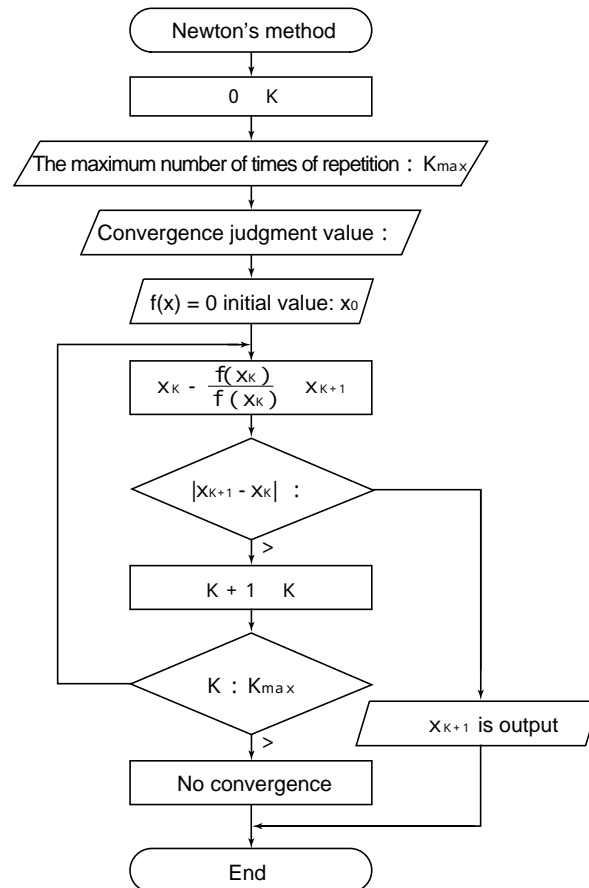 Newton's method
0 K
The maximum number of times of repetition : Kmax
Convergence judgment value :
f(x) = 0 initial value: x0
xK - f(xK) / f (xK) xK+1
|xK+1 - xK| :
>
K + 1 K
K : Kmax
>
xK+1 is output
No convergence
End